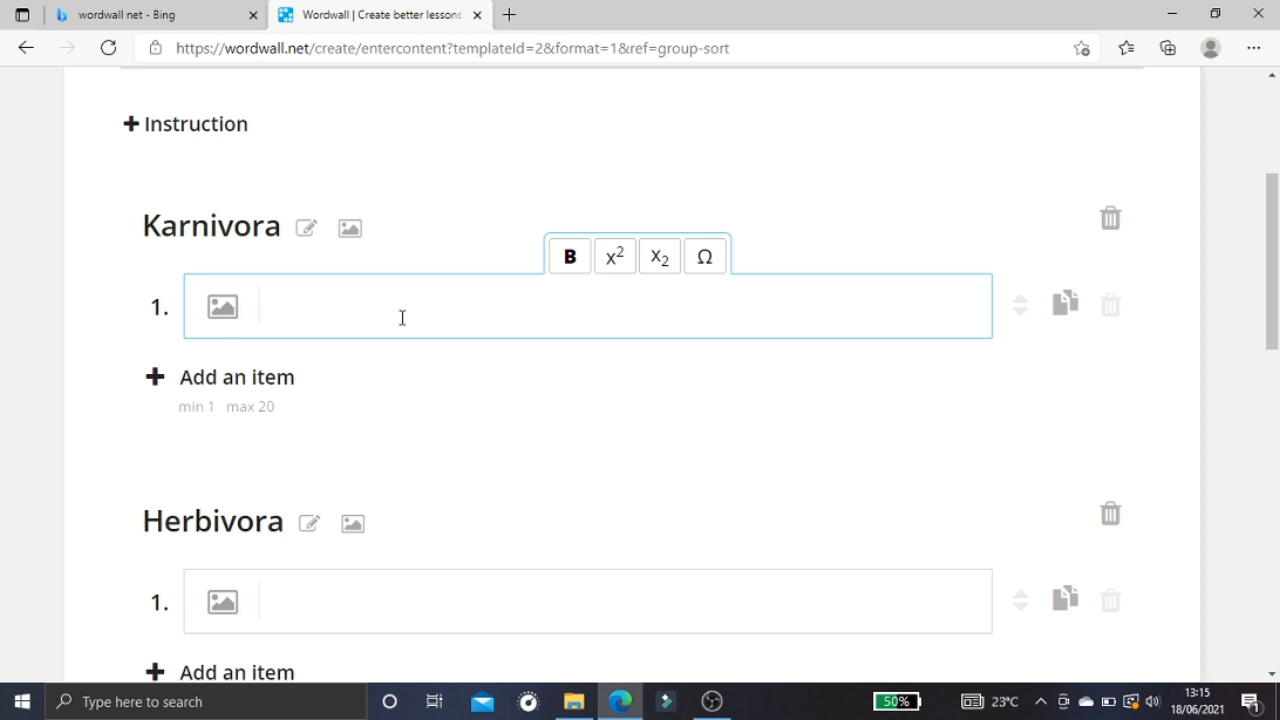 wordwall net - Bing
Wordwall | Create better lessons
https://wordwall.net/create/entercontent?templateId=2&format=1&ref=group-sort
Instruction
Karnivora
B x² x₂ Ω
1.
Add an item
min 1 max 20
Herbivora
1.
Add an item
Type here to search
50%
23°C
13:15
18/06/2021
1